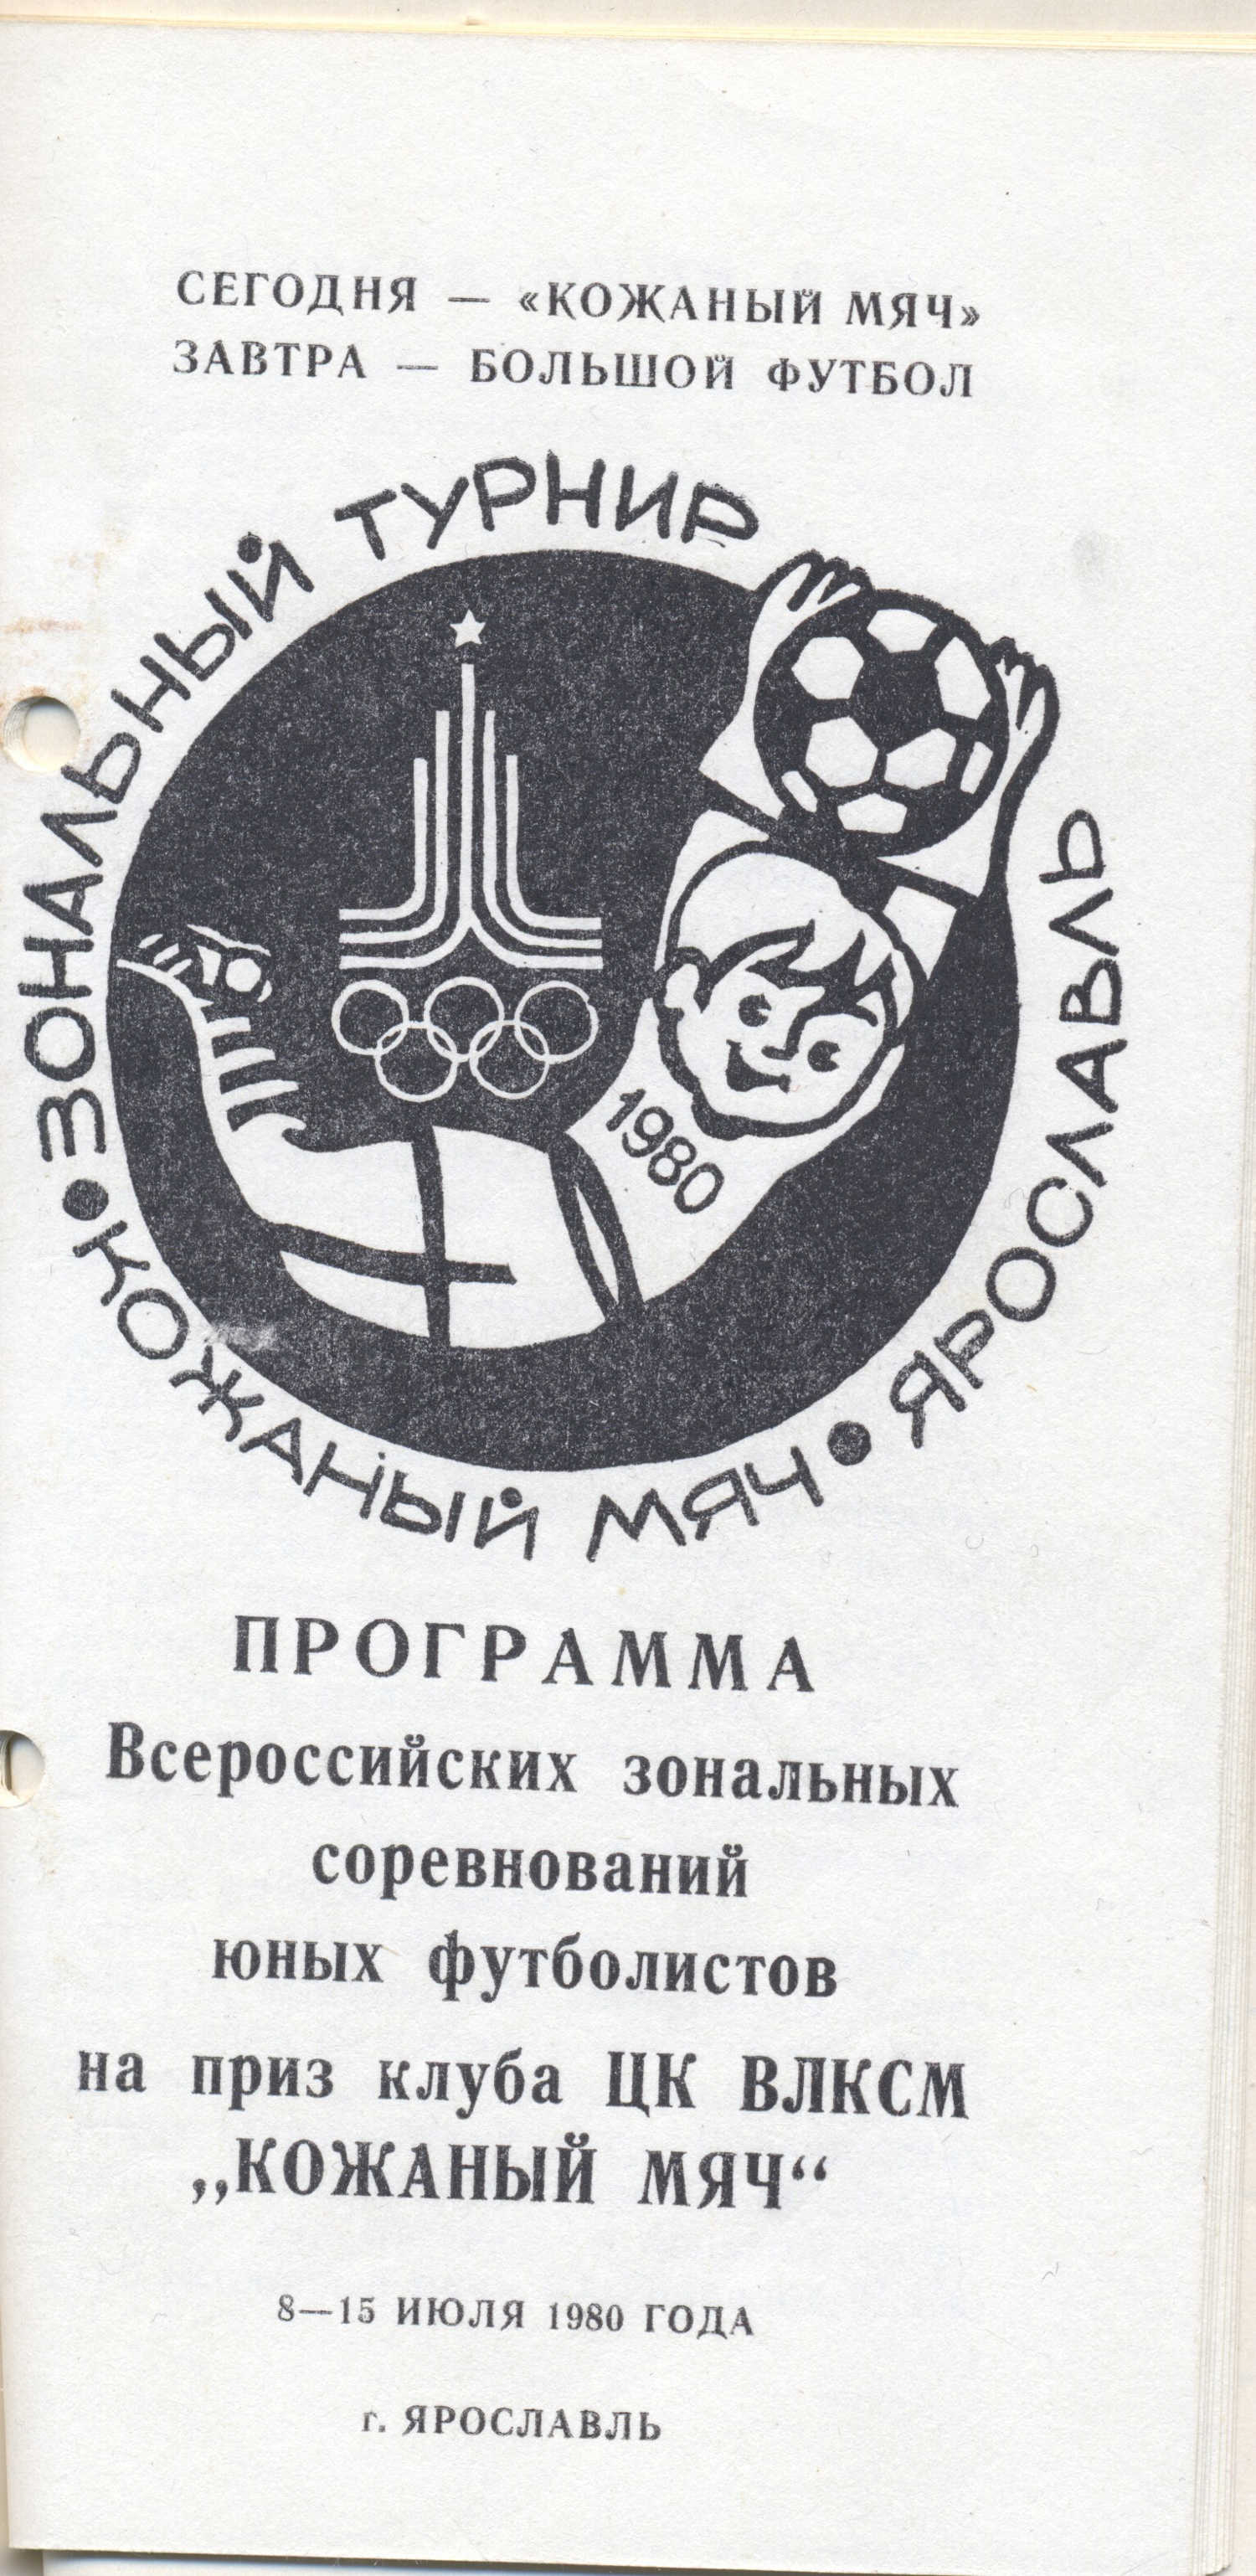 СЕГОДНЯ — «КОЖАНЫЙ МЯЧ»
ЗАВТРА — БОЛЬШОЙ ФУТБОЛ
ЗОНАЛЬНЫЙ ТУРНИР
ЯРОСЛАВЛЬ
• КОЖАНЫЙ МЯЧ •
1980
ПРОГРАММА
Всероссийских зональных
соревнований
юных футболистов
на приз клуба ЦК ВЛКСМ
„КОЖАНЫЙ МЯЧ“
8—15 ИЮЛЯ 1980 ГОДА
г. ЯРОСЛАВЛЬ